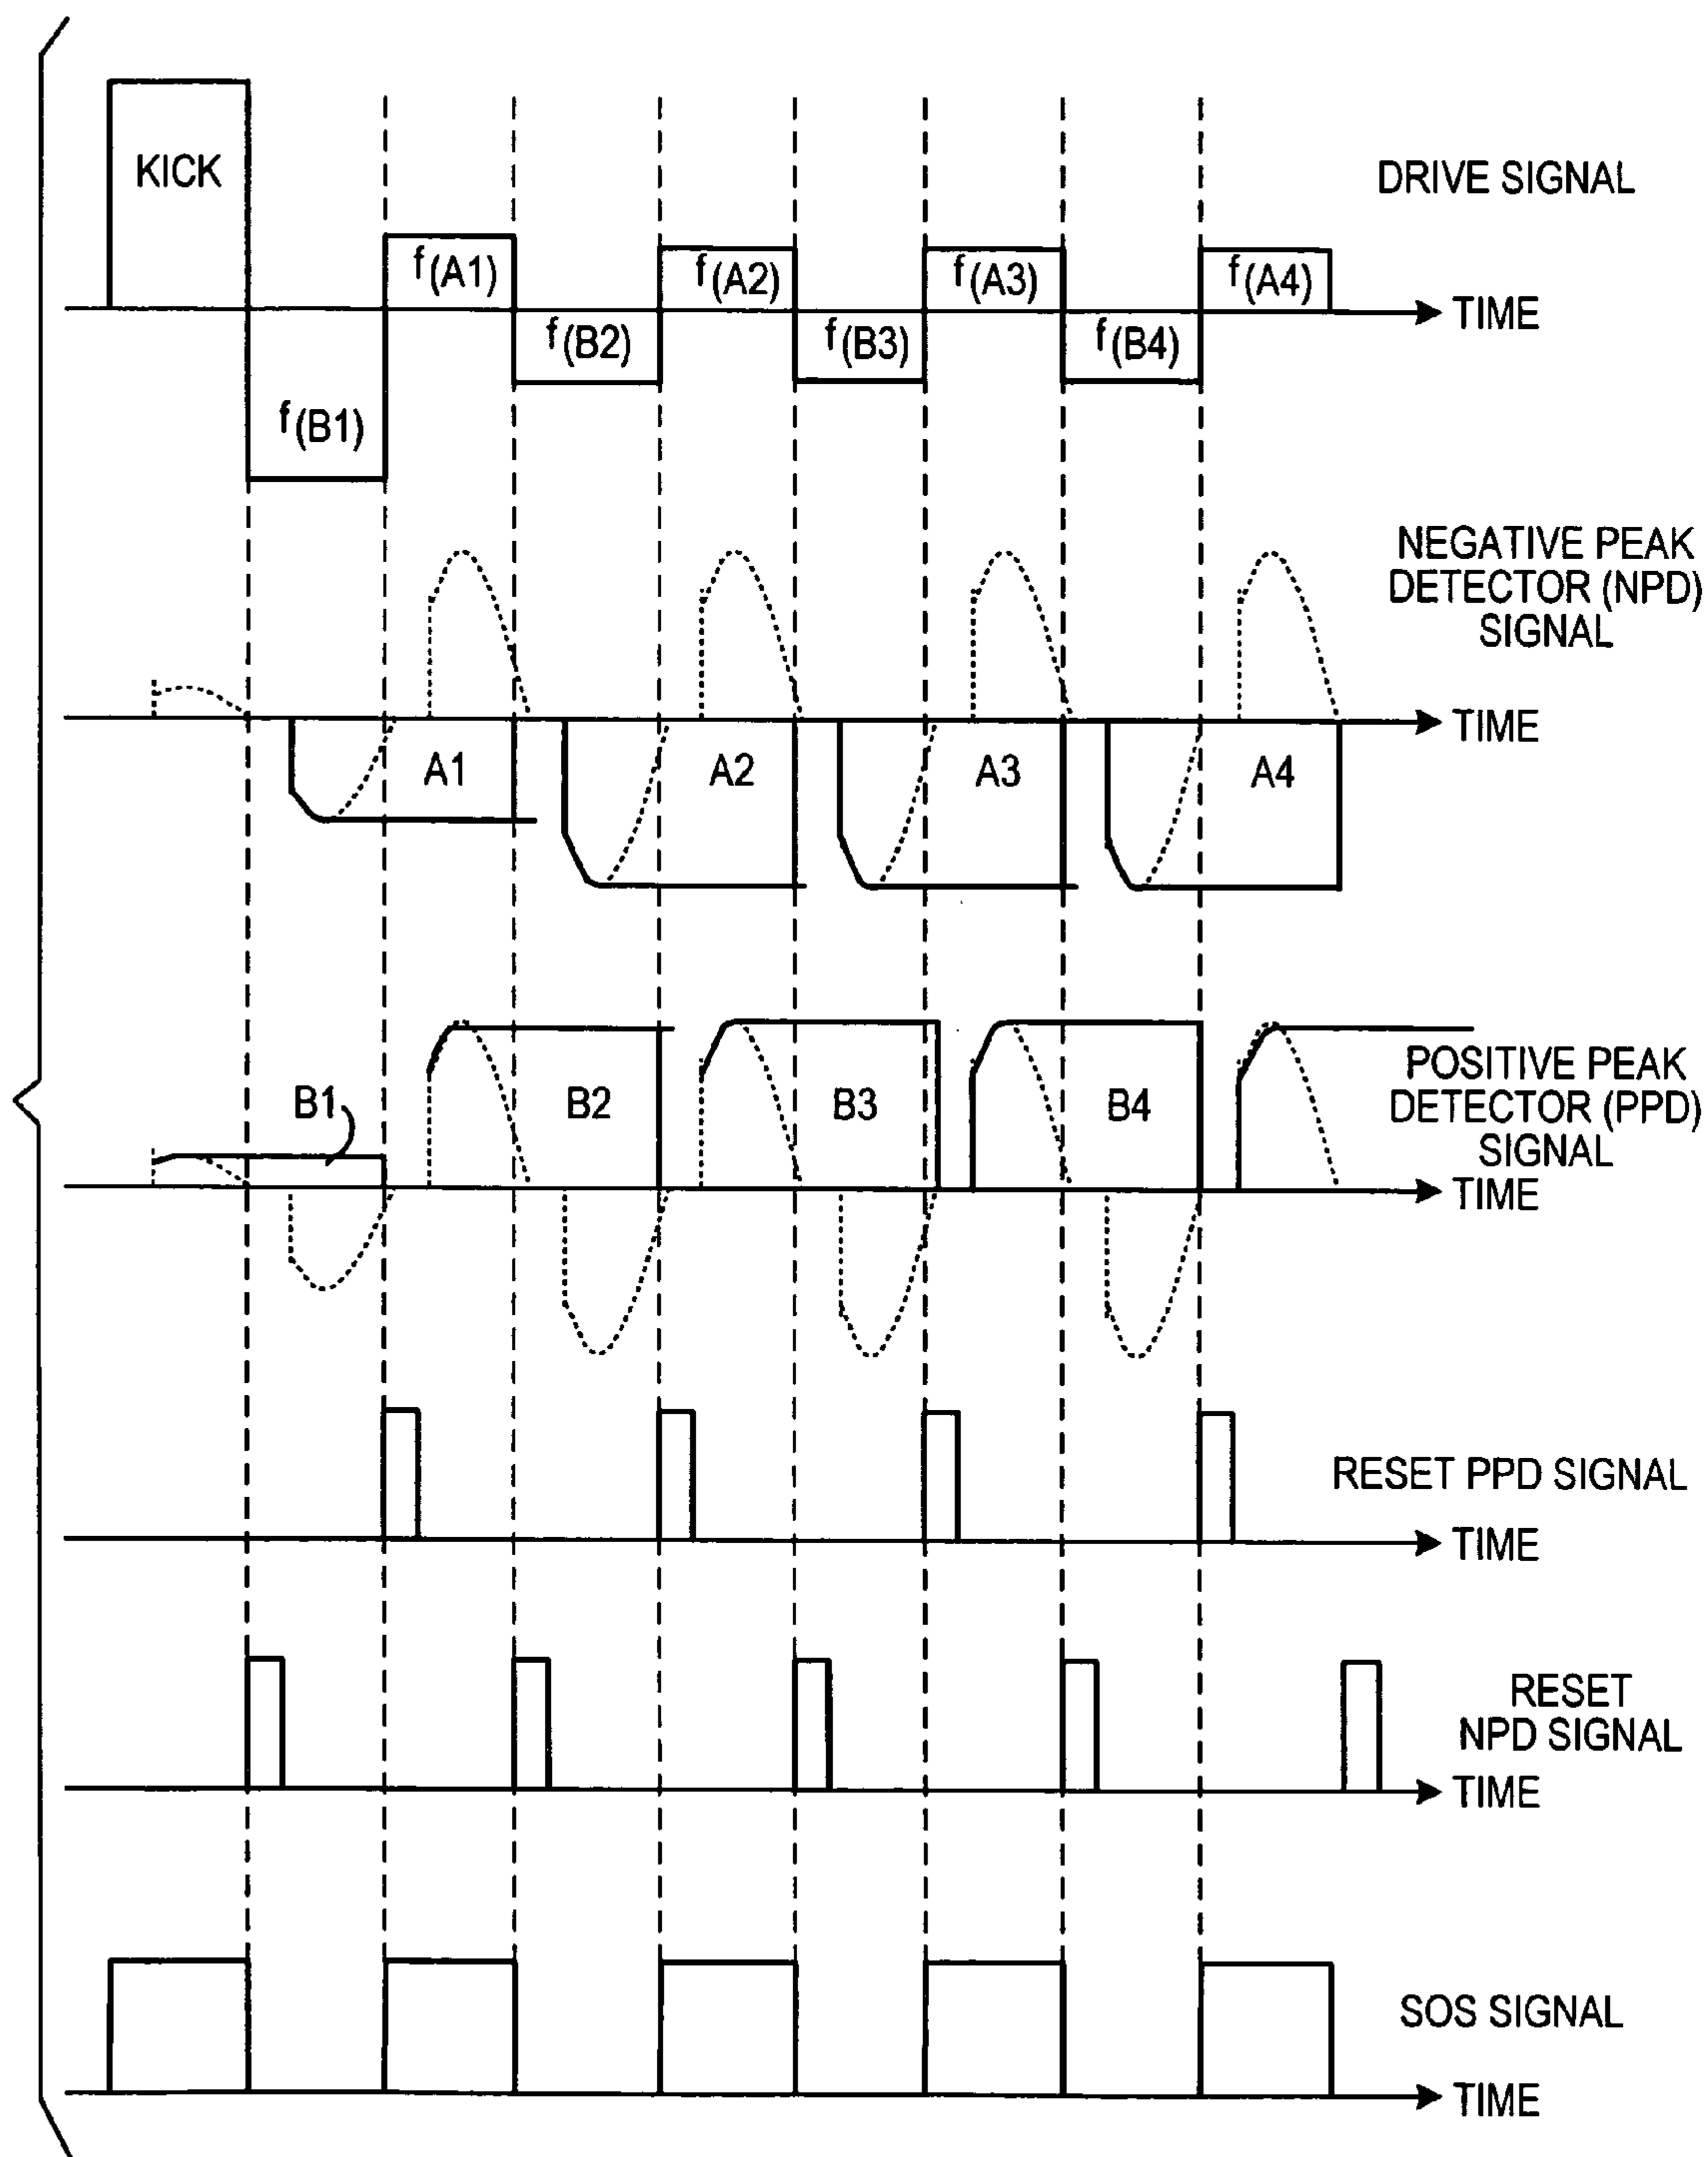 KICK
DRIVE SIGNAL
f(A1)
f(A2)
f(A3)
f(A4)
TIME
f(B1)
f(B2)
f(B3)
f(B4)
NEGATIVE PEAK
DETECTOR (NPD)
SIGNAL
TIME
A1
A2
A3
A4
B1
B2
B3
B4
POSITIVE PEAK
DETECTOR (PPD)
SIGNAL
TIME
RESET PPD SIGNAL
TIME
RESET
NPD SIGNAL
TIME
SOS SIGNAL
TIME